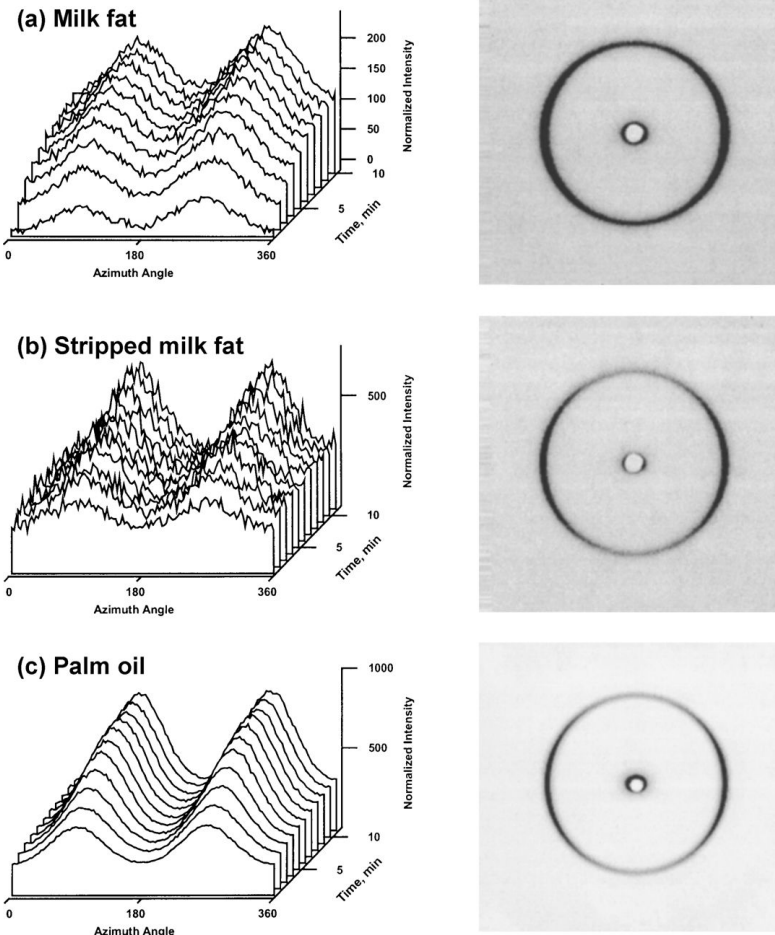 (a) Milk fat
200
150
100
50
0
Normalized Intensity
10
5
Time, min
0
180
360
Azimuth Angle
(b) Stripped milk fat
500
Normalized Intensity
10
5
Time, min
0
180
360
Azimuth Angle
(c) Palm oil
1000
500
Normalized Intensity
10
5
Time, min
0
180
360
Azimuth Angle